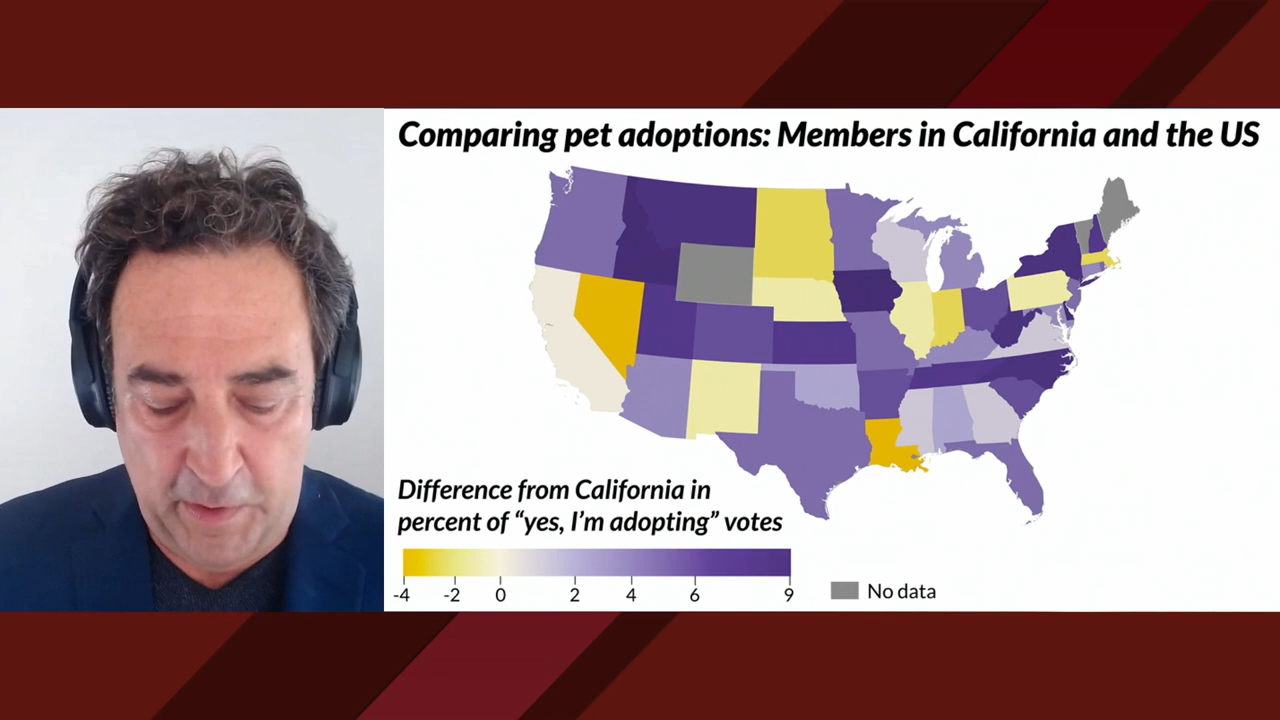 Comparing pet adoptions: Members in California and the US
Difference from California in
percent of “yes, I’m adopting” votes
-4 -2 0 2 4 6 9
No data